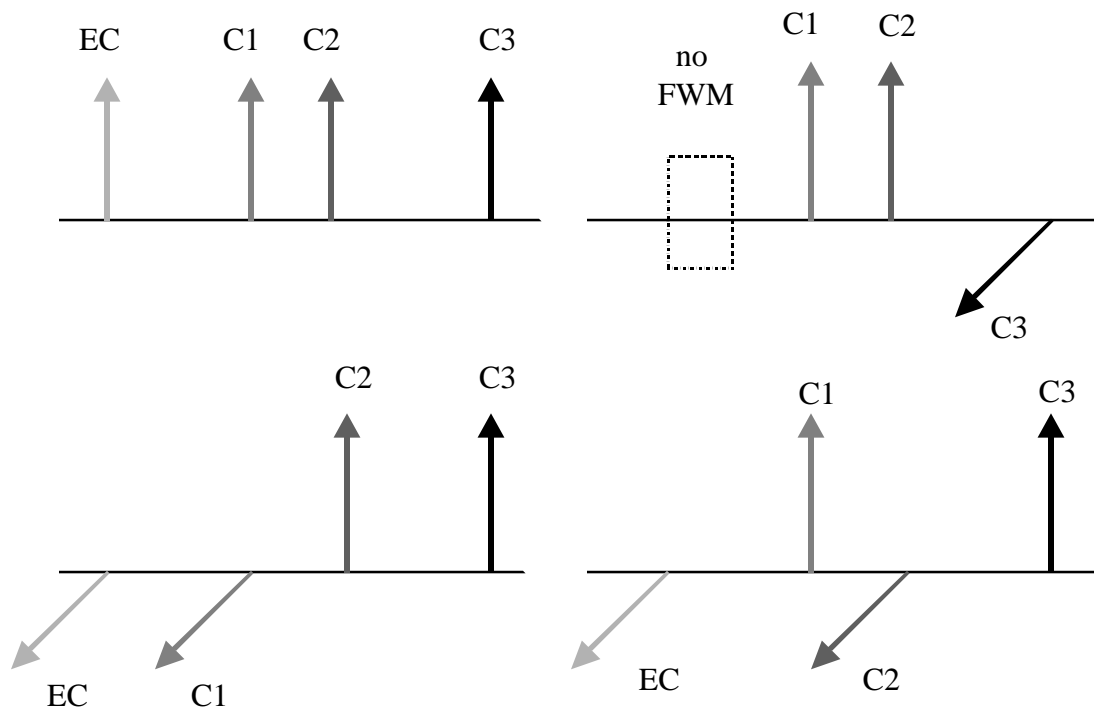 EC C1 C2 C3
no
FWM
C1 C2
C3
C2 C3
EC C1
C1 C3
EC C2